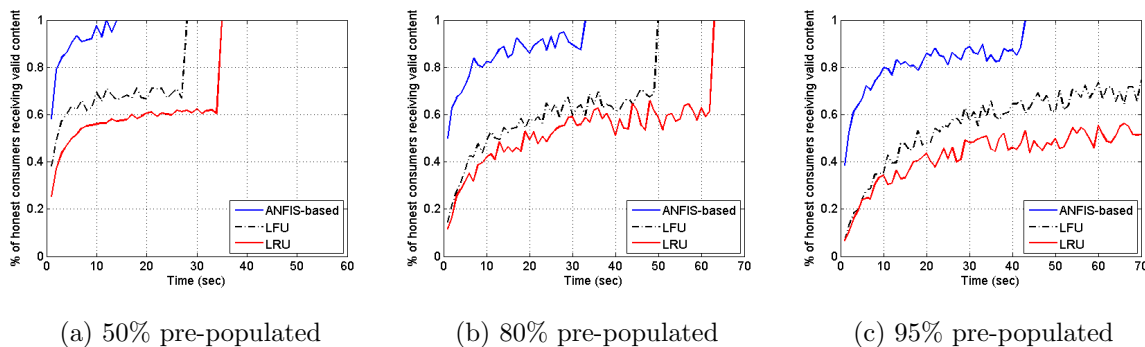 % of honest consumers receiving valid content
1
0.8
0.6
0.4
0.2
0
0 10 20 30 40 50 60
Time (sec)
ANFIS-based
LFU
LRU
(a) 50% pre-populated
% of honest consumers receiving valid content
1
0.8
0.6
0.4
0.2
0
0 10 20 30 40 50 60 70
Time (sec)
ANFIS-based
LFU
LRU
(b) 80% pre-populated
% of honest consumers receiving valid content
1
0.8
0.6
0.4
0.2
0
0 10 20 30 40 50 60 70
Time (sec)
ANFIS-based
LFU
LRU
(c) 95% pre-populated